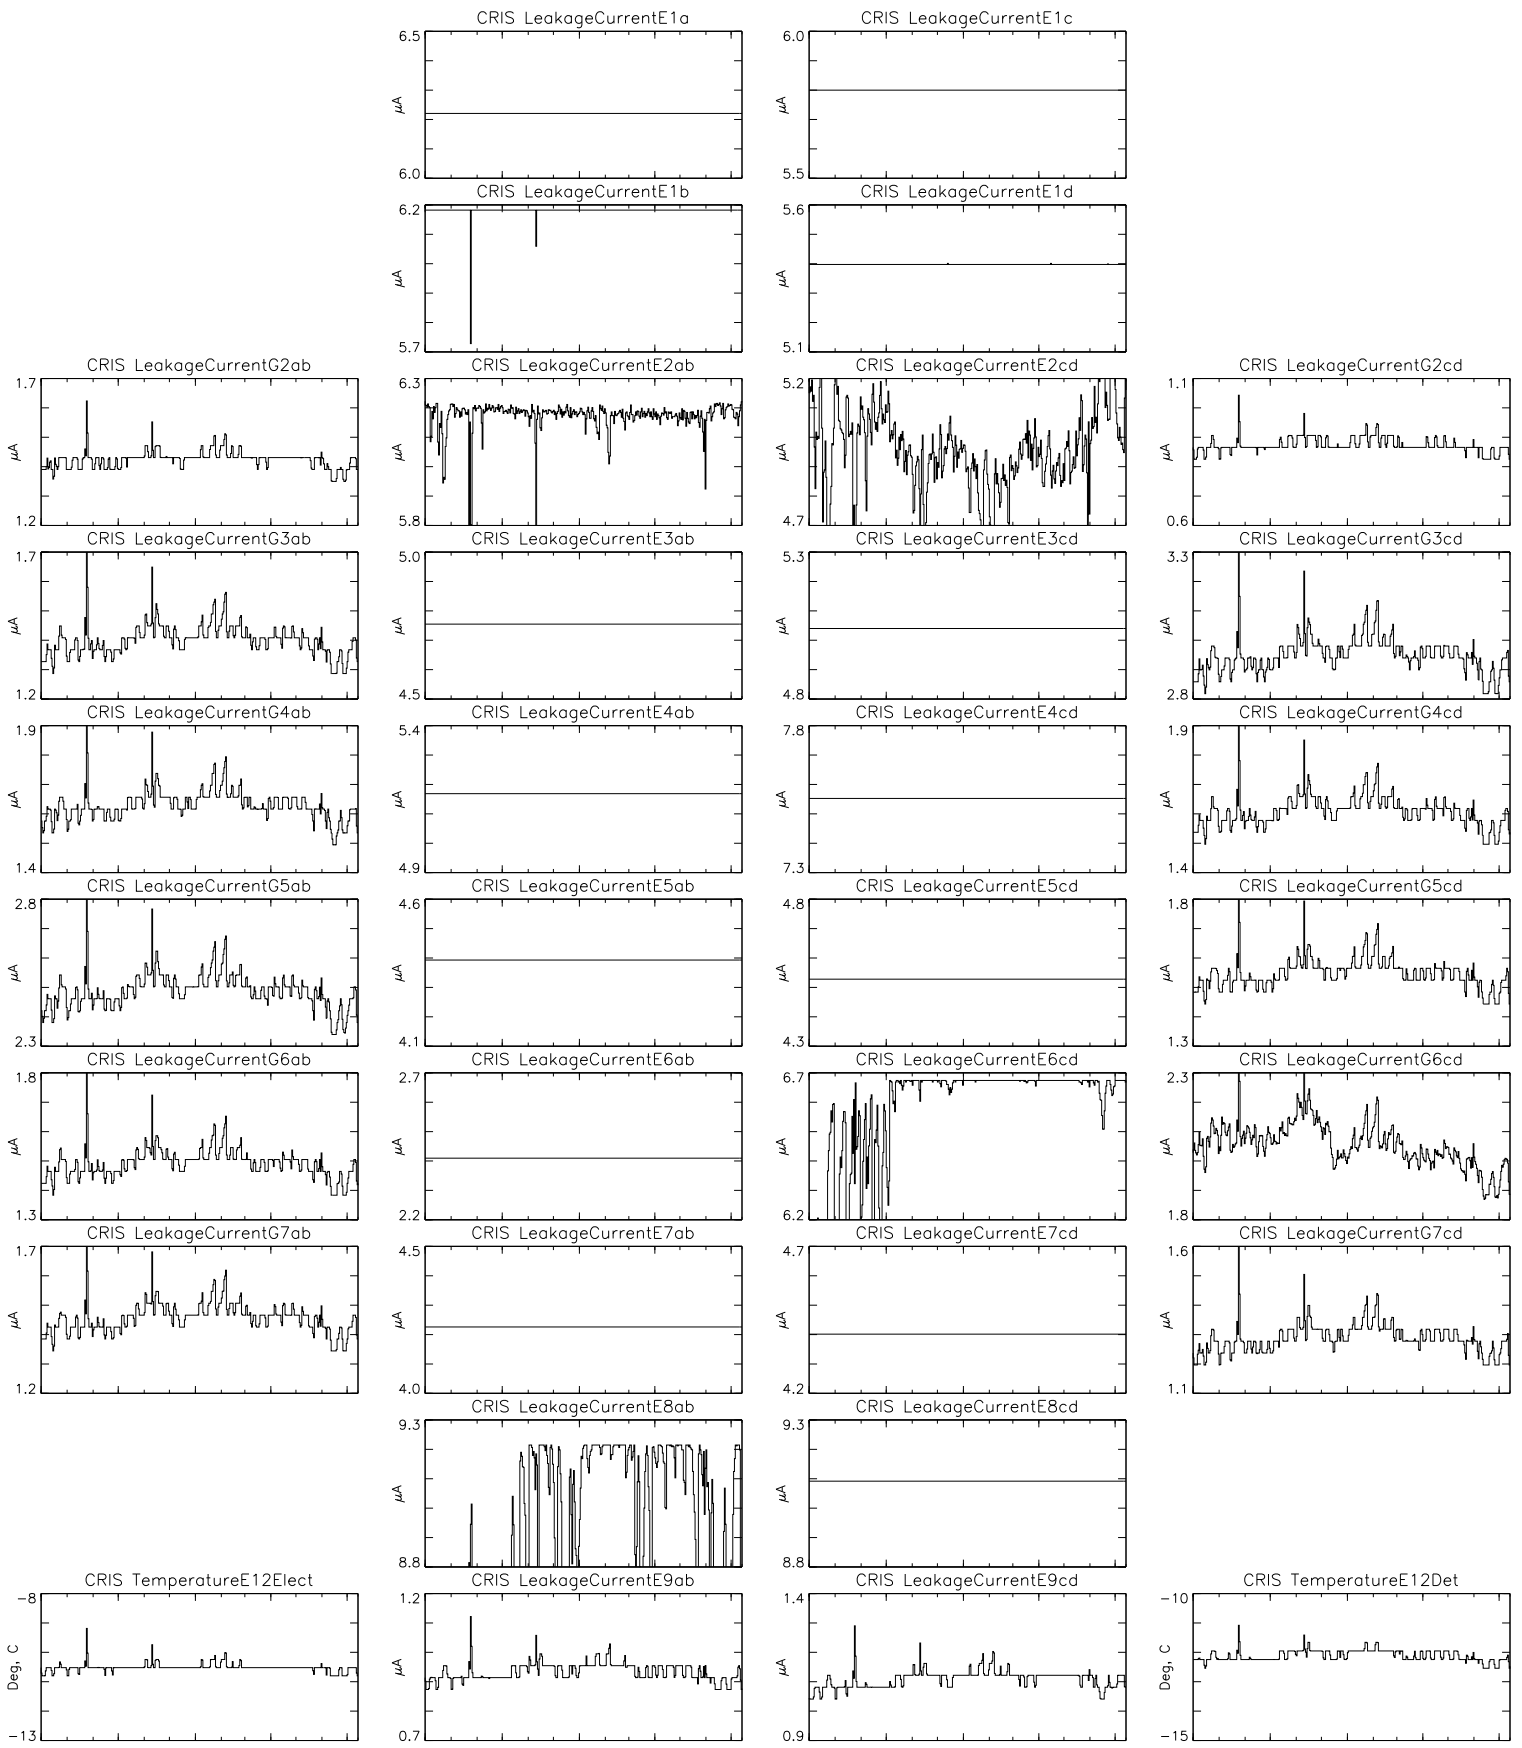 CRIS LeakageCurrentE1a
6.5
μA
6.0
CRIS LeakageCurrentE1c
6.0
μA
5.5
CRIS LeakageCurrentE1b
6.2
μA
5.7
CRIS LeakageCurrentE1d
5.6
μA
5.1
CRIS LeakageCurrentG2ab
1.7
μA
1.2
CRIS LeakageCurrentE2ab
6.3
μA
5.8
CRIS LeakageCurrentE2cd
5.2
μA
4.7
CRIS LeakageCurrentG2cd
1.1
μA
0.6
CRIS LeakageCurrentG3ab
1.7
μA
1.2
CRIS LeakageCurrentE3ab
5.0
μA
4.5
CRIS LeakageCurrentE3cd
5.3
μA
4.8
CRIS LeakageCurrentG3cd
3.3
μA
2.8
CRIS LeakageCurrentG4ab
1.9
μA
1.4
CRIS LeakageCurrentE4ab
5.4
μA
4.9
CRIS LeakageCurrentE4cd
7.8
μA
7.3
CRIS LeakageCurrentG4cd
1.9
μA
1.4
CRIS LeakageCurrentG5ab
2.8
μA
2.3
CRIS LeakageCurrentE5ab
4.6
μA
4.1
CRIS LeakageCurrentE5cd
4.8
μA
4.3
CRIS LeakageCurrentG5cd
1.8
μA
1.3
CRIS LeakageCurrentG6ab
1.8
μA
1.3
CRIS LeakageCurrentE6ab
2.7
μA
2.2
CRIS LeakageCurrentE6cd
6.7
μA
6.2
CRIS LeakageCurrentG6cd
2.3
μA
1.8
CRIS LeakageCurrentG7ab
1.7
μA
1.2
CRIS LeakageCurrentE7ab
4.5
μA
4.0
CRIS LeakageCurrentE7cd
4.7
μA
4.2
CRIS LeakageCurrentG7cd
1.6
μA
1.1
CRIS LeakageCurrentE8ab
9.3
μA
8.8
CRIS LeakageCurrentE8cd
9.3
μA
8.8
CRIS TemperatureE12Elect
−8
Deg, C
−13
CRIS LeakageCurrentE9ab
1.2
μA
0.7
CRIS LeakageCurrentE9cd
1.4
μA
0.9
CRIS TemperatureE12Det
−10
Deg, C
−15